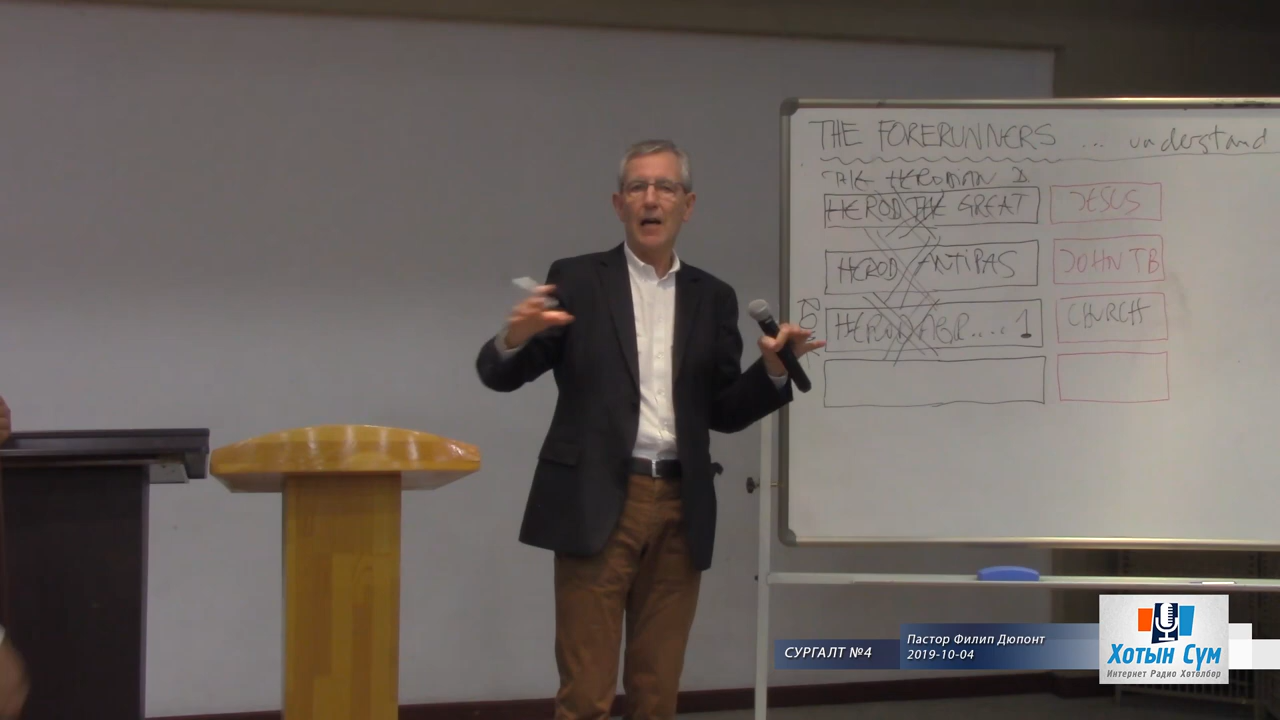 THE FORERUNNERS ... understand
HEROD THE GREAT
JESUS
HEROD ANTIPAS
JOHN TB
CHURCH
СУРГАЛТ №4
Пастор Филип Дюпонт
2019-10-04
Хотын Сүм
Интернет Радио Хөтөлбөр